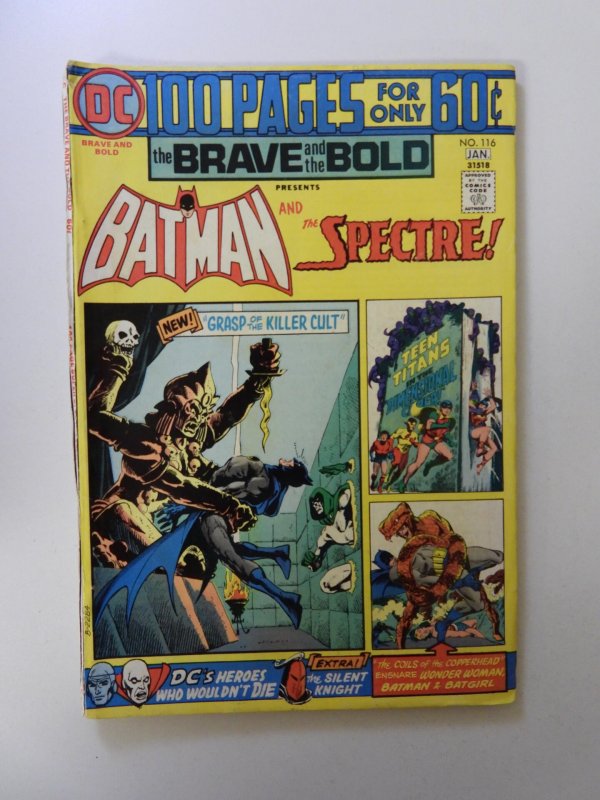 DC
100 PAGES FOR ONLY 60¢
BRAVE AND BOLD
the BRAVE and the BOLD
NO. 116
JAN.
31518
APPROVED BY THE COMICS CODE AUTHORITY
PRESENTS
BATMAN AND the SPECTRE!
NEW!
"GRASP OF THE KILLER CULT"
TEEN TITANS
DIMENSIONAL
B-2284
DC's HEROES
WHO WOULDN'T DIE
EXTRA!
the SILENT
KNIGHT
"THE COILS of the COPPERHEAD"
ENSNARE WONDER WOMAN,
BATMAN & BATGIRL